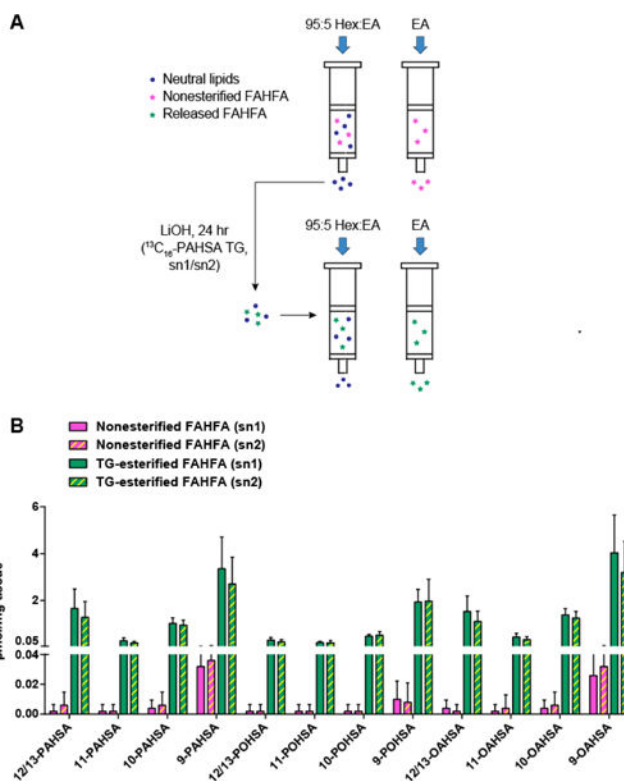 A
95:5 Hex:EA EA
Neutral lipids
Nonesterified FAHFA
Released FAHFA
LiOH, 24 hr
(¹³C₁₆-PAHSA TG,
sn1/sn2)
95:5 Hex:EA EA
B
Nonesterified FAHFA (sn1)
Nonesterified FAHFA (sn2)
TG-esterified FAHFA (sn1)
TG-esterified FAHFA (sn2)
6
4
2
0.05
0.04
0.02
0.00
12/13-PAHSA
11-PAHSA
10-PAHSA
9-PAHSA
12/13-POHSA
11-POHSA
10-POHSA
9-POHSA
12/13-OAHSA
11-OAHSA
10-OAHSA
9-OAHSA